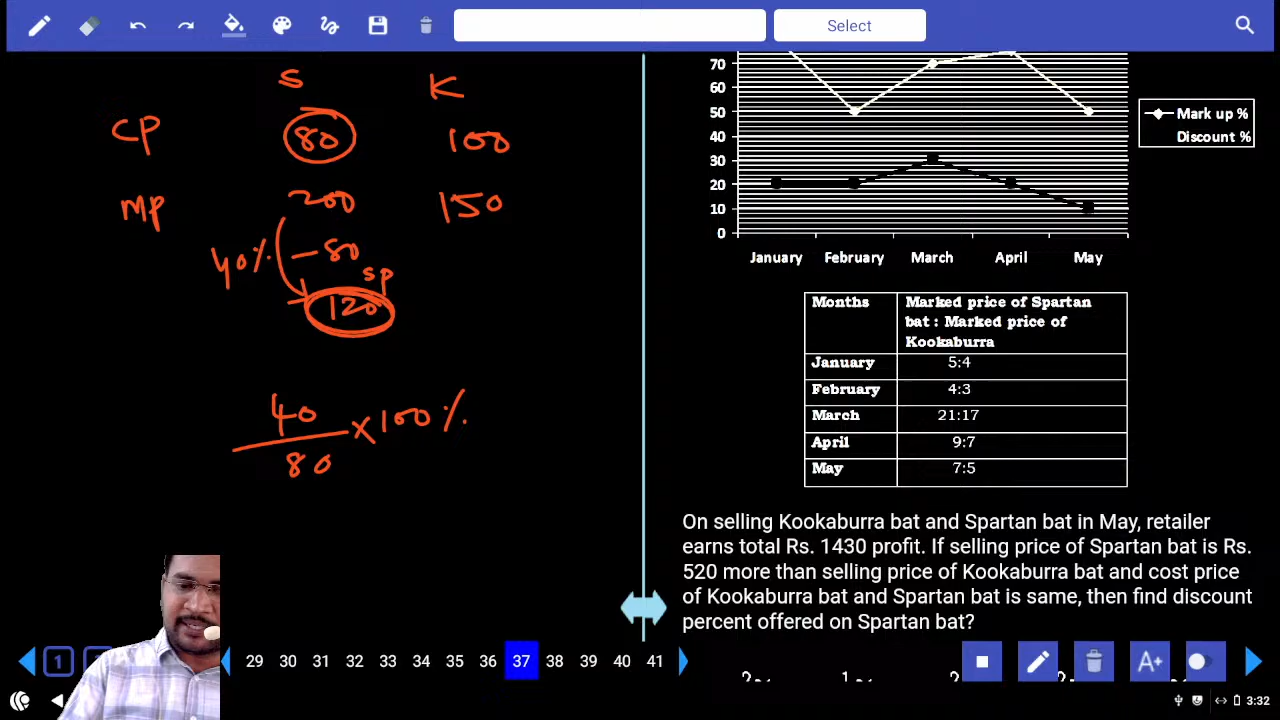 Select
S K
CP 80 100
MP 200 150
40% - 80
SP
120
40
80
×100%
70
60
50
40
30
20
10
0
January February March April May
Mark up %
Discount %
Months Marked price of Spartan
bat : Marked price of
Kookaburra
January 5:4
February 4:3
March 21:17
April 9:7
May 7:5
On selling Kookaburra bat and Spartan bat in May, retailer
earns total Rs. 1430 profit. If selling price of Spartan bat is Rs.
520 more than selling price of Kookaburra bat and cost price
of Kookaburra bat and Spartan bat is same, then find discount
percent offered on Spartan bat?
1 29 30 31 32 33 34 35 36 37 38 39 40 41
A+
3:32